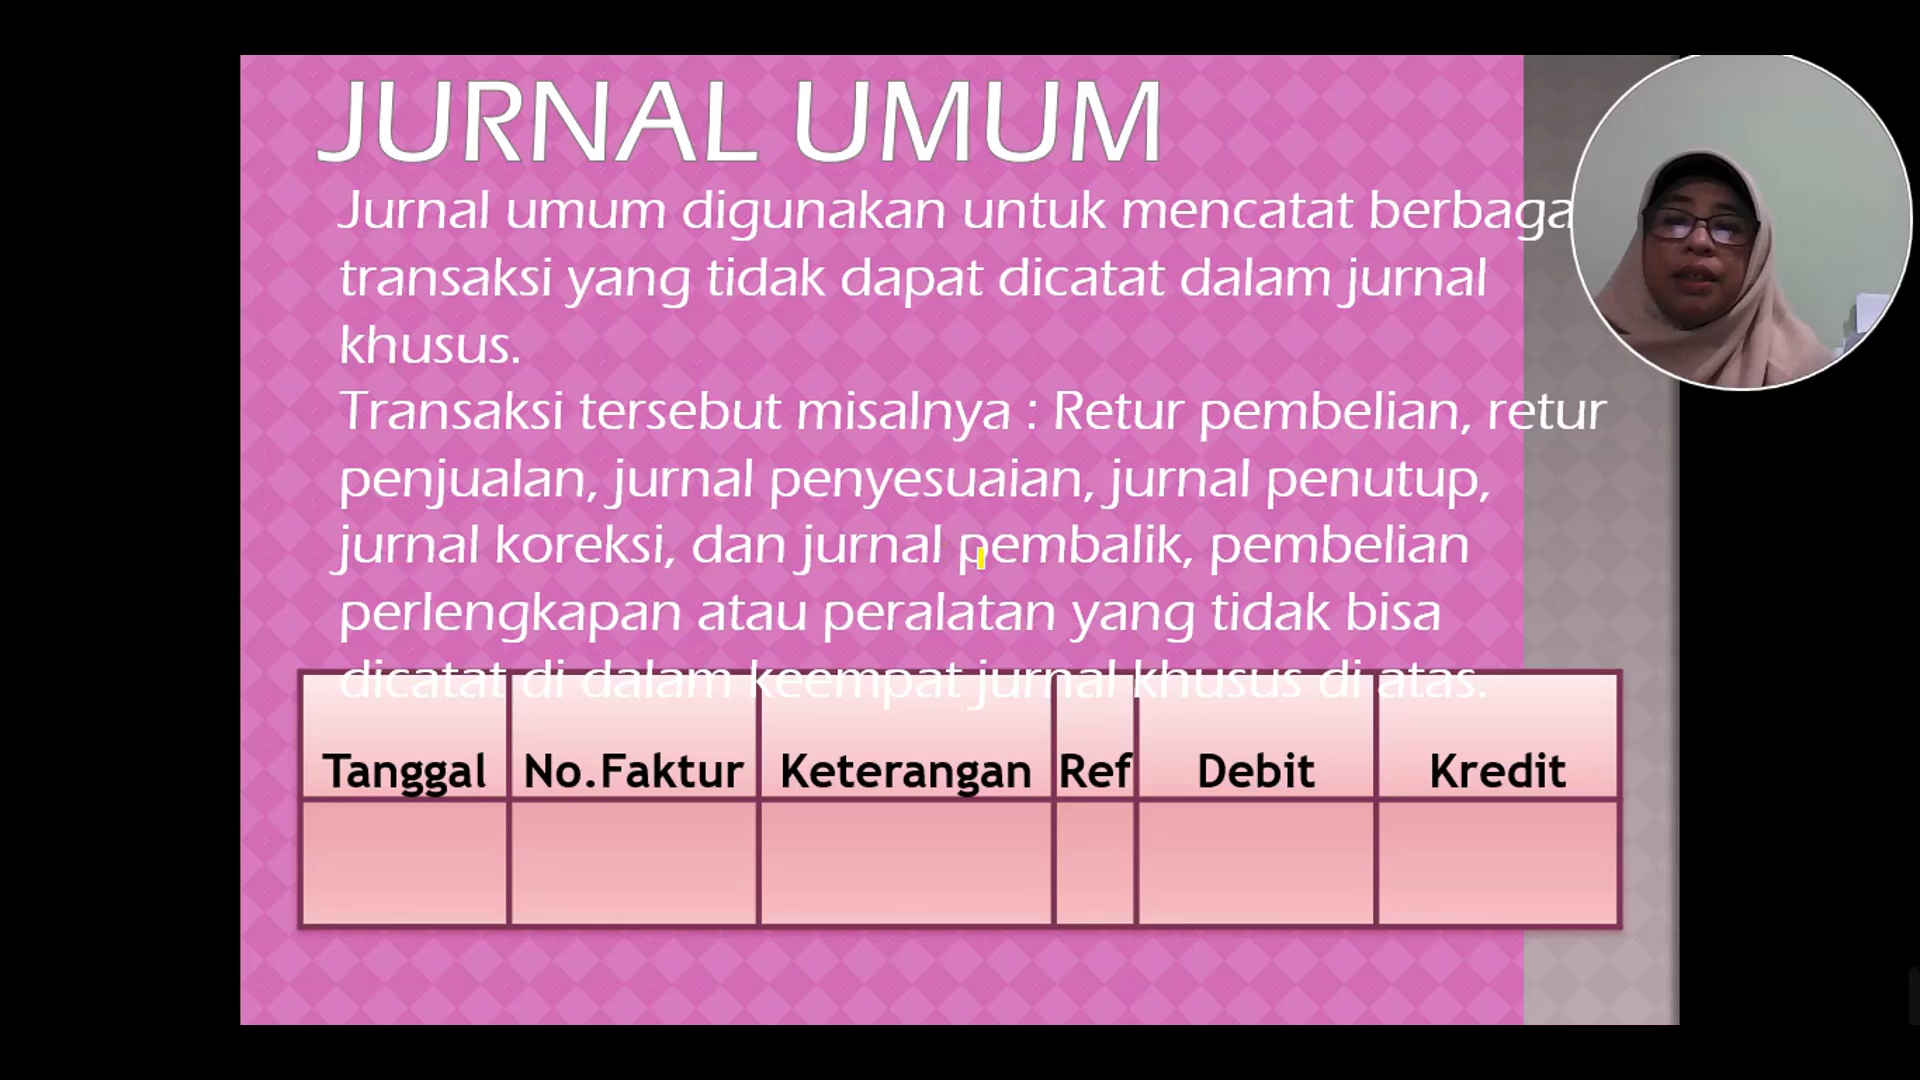 JURNAL UMUM
Jurnal umum digunakan untuk mencatat berbaga
transaksi yang tidak dapat dicatat dalam jurnal
khusus.
Transaksi tersebut misalnya : Retur pembelian, retur
penjualan, jurnal penyesuaian, jurnal penutup,
jurnal koreksi, dan jurnal pembalik, pembelian
perlengkapan atau peralatan yang tidak bisa
dicatat di dalam keempat jurnal khusus di atas.
Tanggal No.Faktur Keterangan Ref Debit Kredit